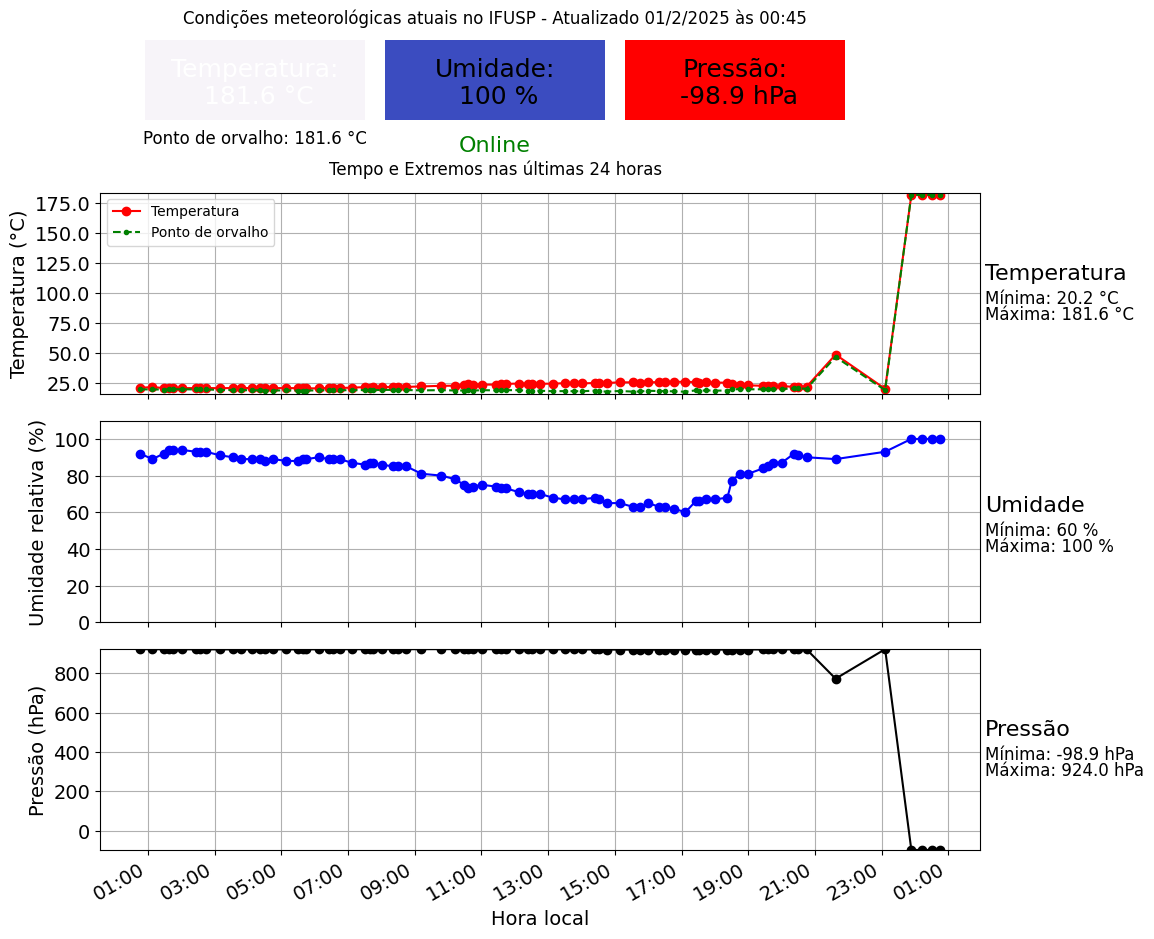 Condições meteorológicas atuais no IFUSP - Atualizado 01/2/2025 às 00:45
Temperatura:
181.6 °C
Umidade:
100 %
Pressão:
-98.9 hPa
Ponto de orvalho: 181.6 °C
Online
Tempo e Extremos nas últimas 24 horas
Temperatura (°C)
175.0
150.0
125.0
100.0
75.0
50.0
25.0
Temperatura
Ponto de orvalho
Temperatura
Mínima: 20.2 °C
Máxima: 181.6 °C
Umidade relativa (%)
100
80
60
40
20
0
Umidade
Mínima: 60 %
Máxima: 100 %
Pressão (hPa)
800
600
400
200
0
Pressão
Mínima: -98.9 hPa
Máxima: 924.0 hPa
01:00 03:00 05:00 07:00 09:00 11:00 13:00 15:00 17:00 19:00 21:00 23:00 01:00
Hora local